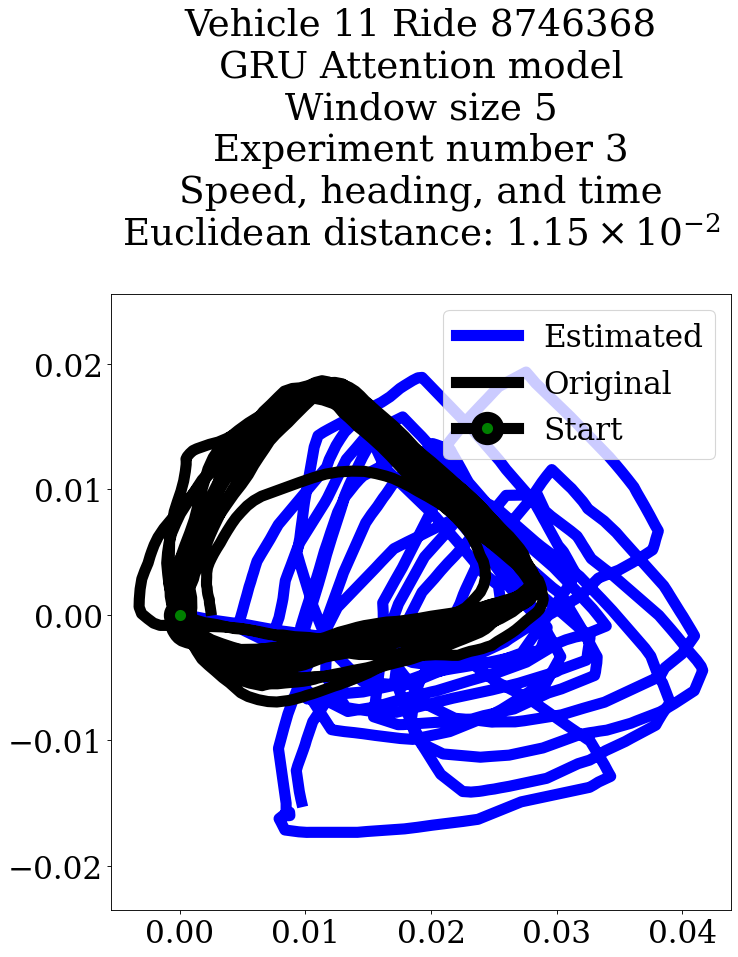 Vehicle 11 Ride 8746368
GRU Attention model
Window size 5
Experiment number 3
Speed, heading, and time
Euclidean distance: 1.15 × 10⁻²
Estimated
Original
Start
0.02
0.01
0.00
−0.01
−0.02
0.00 0.01 0.02 0.03 0.04